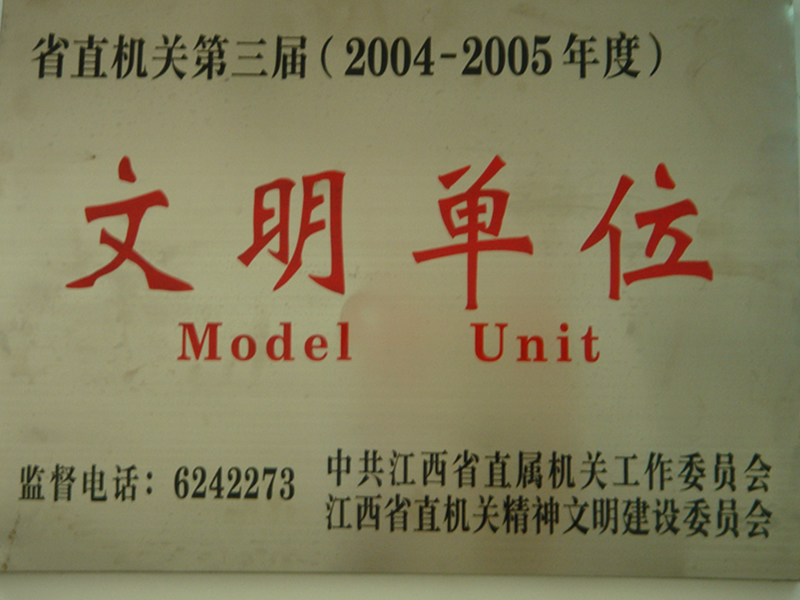 省直机关第三届(2004-2005年度)
文明单位
Model Unit
监督电话：6242273
中共江西省直属机关工作委员会
江西省直机关精神文明建设委员会